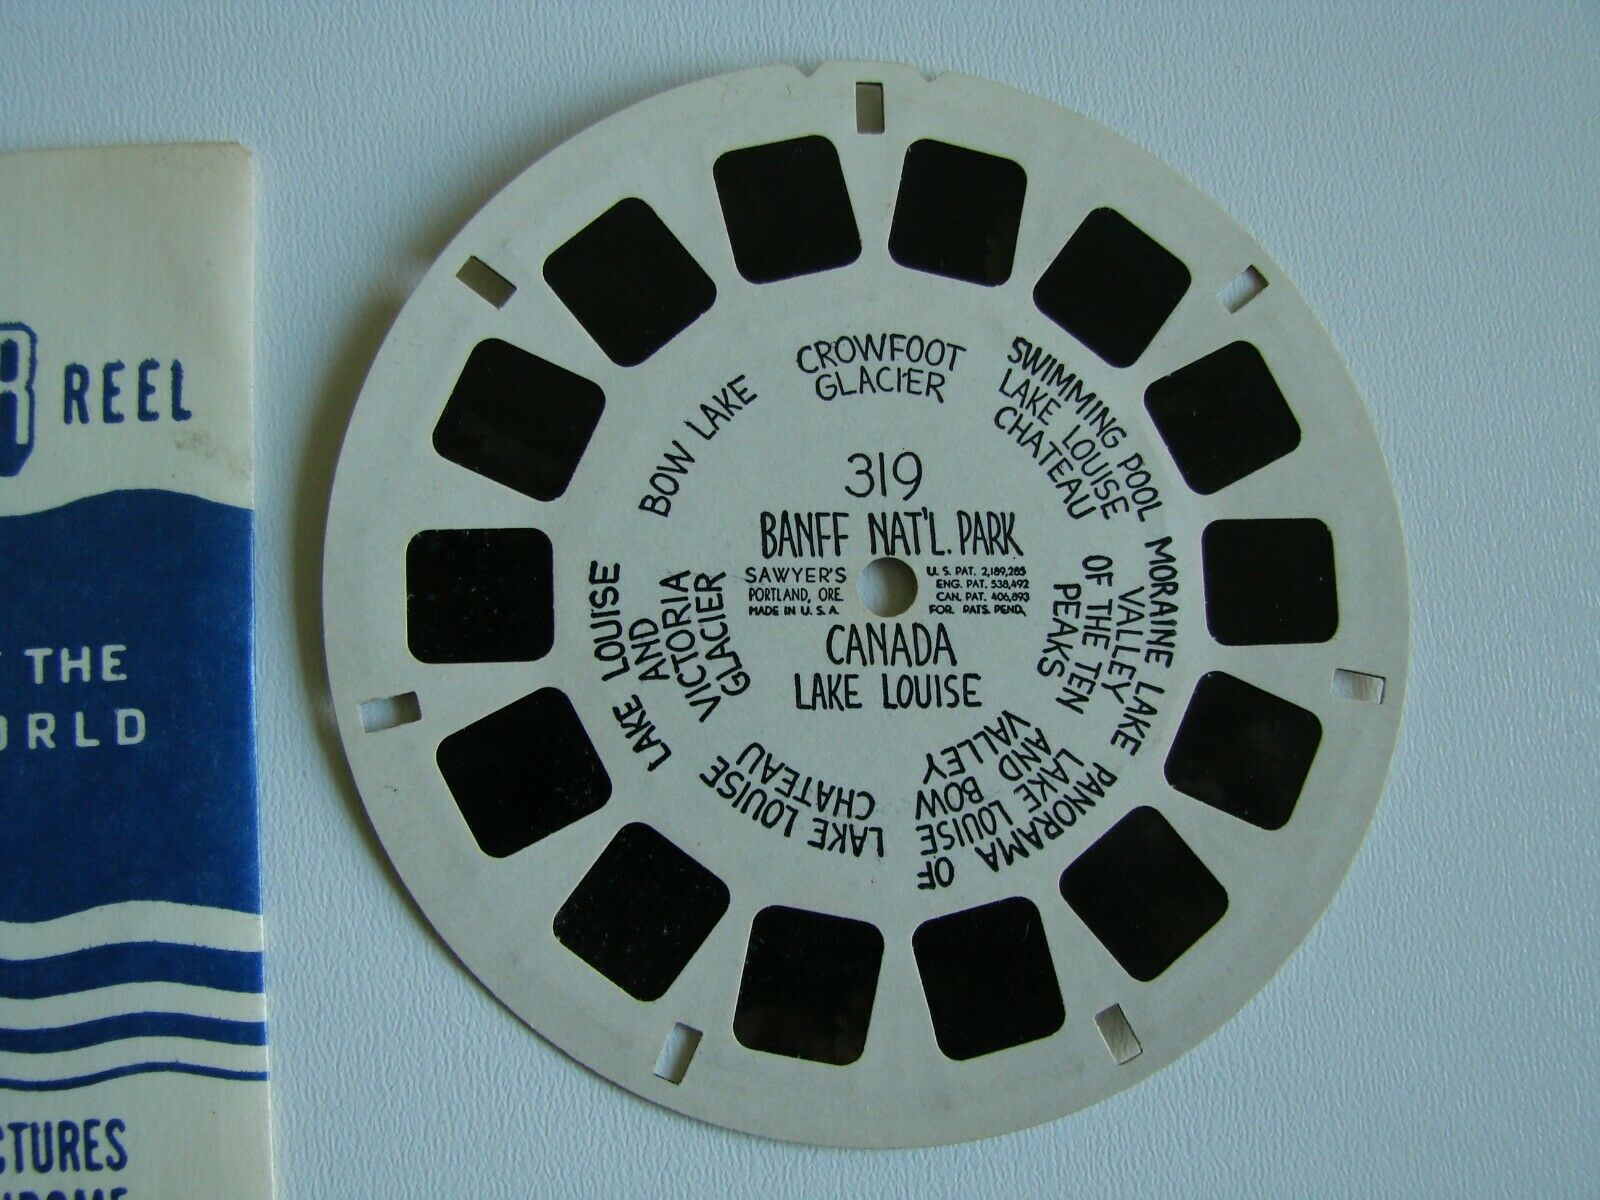 REEL
THE
CTURES
319
BANFF NAT'L. PARK
SAWYER'S
PORTLAND, ORE.
MADE IN U.S.A.
U.S. PAT. 2,189,285
ENG. PAT. 538,492
CAN. PAT. 406,893
FOR. PATS. PEND.
CANADA
LAKE LOUISE
CROWFOOT
GLACIER
SWIMMING POOL
LAKE LOUISE
CHATEAU
MORAINE LAKE
VALLEY
OF THE TEN
PEAKS
PANORAMA OF
LAKE LOUISE
AND BOW
VALLEY
LAKE LOUISE
CHATEAU
LAKE LOUISE
AND
VICTORIA
GLACIER
BOW LAKE